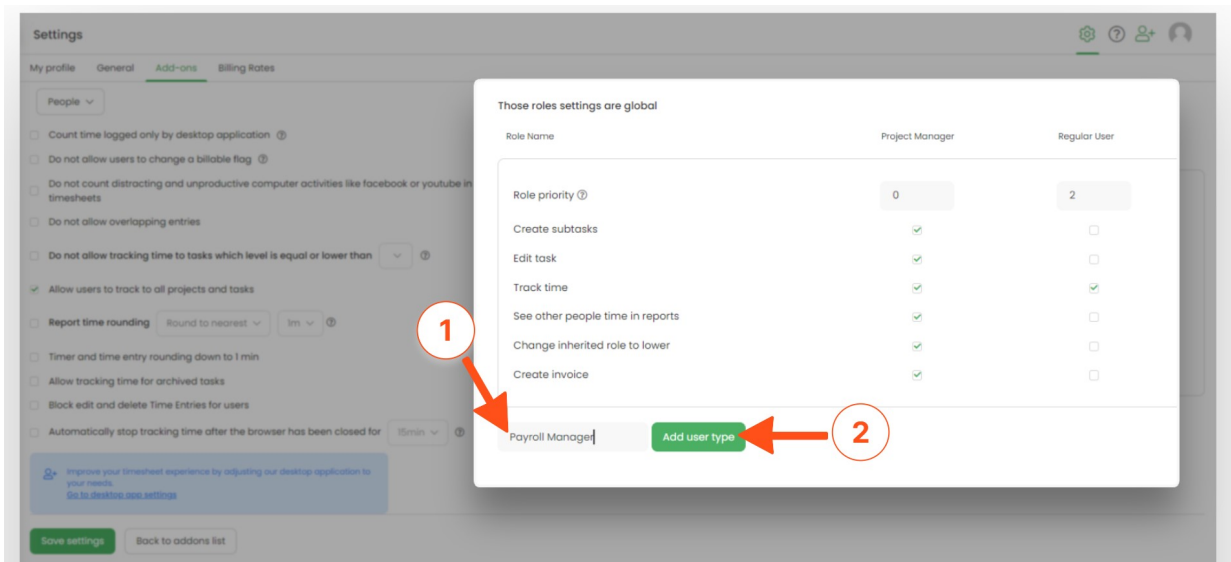 Settings
My profile General Add-ons Billing Rates
People
Count time logged only by desktop application
Do not allow users to change a billable flag
Do not count distracting and unproductive computer activities like facebook or youtube in
timesheets
Do not allow overlapping entries
Do not allow tracking time to tasks which level is equal or lower than
Allow users to track to all projects and tasks
Report time rounding Round to nearest 1m
Timer and time entry rounding down to 1 min
Allow tracking time for archived tasks
Block edit and delete Time Entries for users
Automatically stop tracking time after the browser has been closed for 15min
Improve your timesheet experience by adjusting our desktop application to
your needs.
Go to desktop app settings
Save settings Back to addons list
Those roles settings are global
Role Name Project Manager Regular User
Role priority 0 2
Create subtasks
Edit task
Track time
See other people time in reports
Change inherited role to lower
Create invoice
1
Payroll Manager Add user type 2